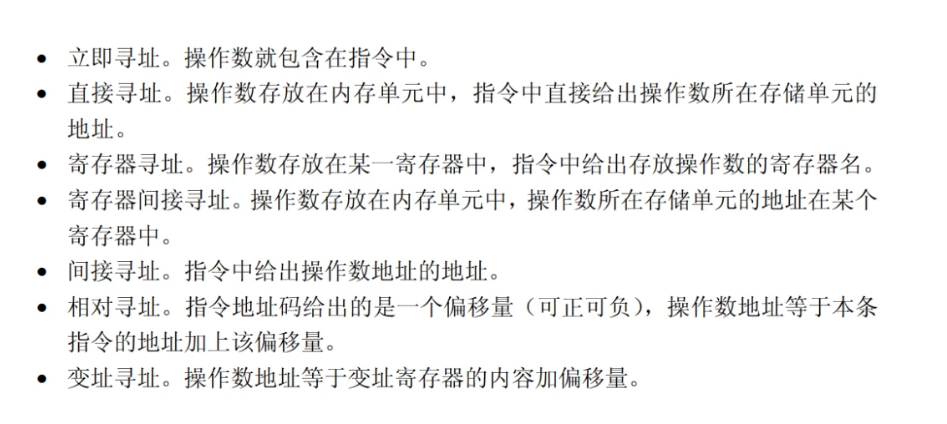 • 立即寻址。操作数就包含在指令中。
• 直接寻址。操作数存放在内存单元中，指令中直接给出操作数所在存储单元的
地址。
• 寄存器寻址。操作数存放在某一寄存器中，指令中给出存放操作数的寄存器名。
• 寄存器间接寻址。操作数存放在内存单元中，操作数所在存储单元的地址在某个
寄存器中。
• 间接寻址。指令中给出操作数地址的地址。
• 相对寻址。指令地址码给出的是一个偏移量（可正可负），操作数地址等于本条
指令的地址加上该偏移量。
• 变址寻址。操作数地址等于变址寄存器的内容加偏移量。